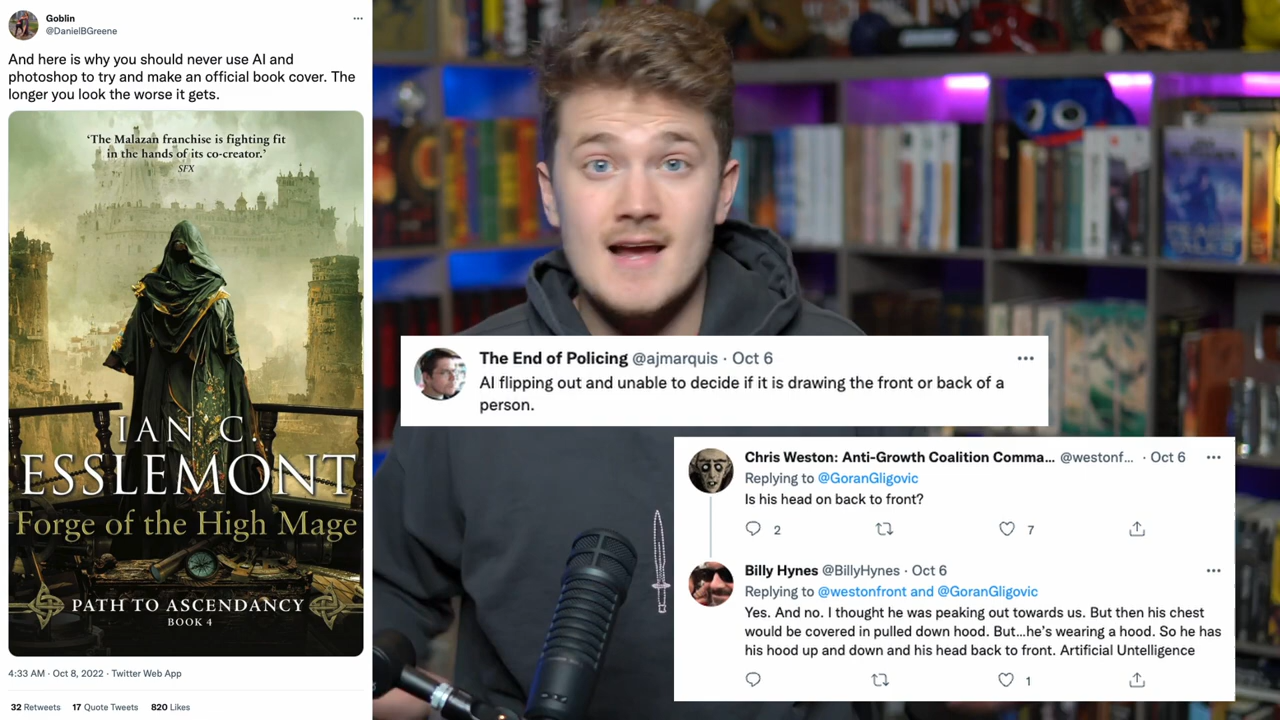 Goblin
@DanielBGreene
And here is why you should never use AI and
photoshop to try and make an official book cover. The
longer you look the worse it gets.
‘The Malazan franchise is fighting fit
in the hands of its co-creator.’
SFX
IAN C.
ESSLEMONT
Forge of the High Mage
PATH TO ASCENDANCY
BOOK 4
4:33 AM · Oct 8, 2022 · Twitter Web App
32 Retweets 17 Quote Tweets 820 Likes
The End of Policing @ajmarquis · Oct 6
AI flipping out and unable to decide if it is drawing the front or back of a
person.
Chris Weston: Anti-Growth Coalition Comma... @westonf... · Oct 6
Replying to @GoranGligovic
Is his head on back to front?
2 7
Billy Hynes @BillyHynes · Oct 6
Replying to @westonfront and @GoranGligovic
Yes. And no. I thought he was peaking out towards us. But then his chest
would be covered in pulled down hood. But...he’s wearing a hood. So he has
his hood up and down and his head back to front. Artificial Untelligence
1